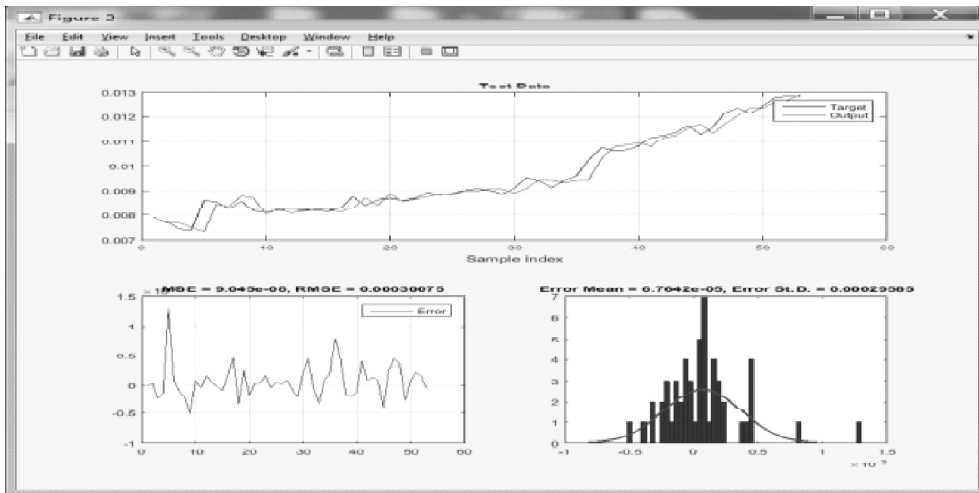 Figure 3
File Edit View Insert Tools Desktop Window Help
Test Data
0.013
0.012
0.011
0.01
0.009
0.008
0.007
0 10 20 30 40 50 60
Target
Output
Sample Index
MSE = 9.045e-08, RMSE = 0.00030075
1.5
1
0.5
0
-0.5
-1
0 10 20 30 40 50 60
Error
Error Mean = 6.7642e-05, Error St.D. = 0.00029585
7
6
5
4
3
2
1
0
-1 -0.5 0 0.5 1 1.5